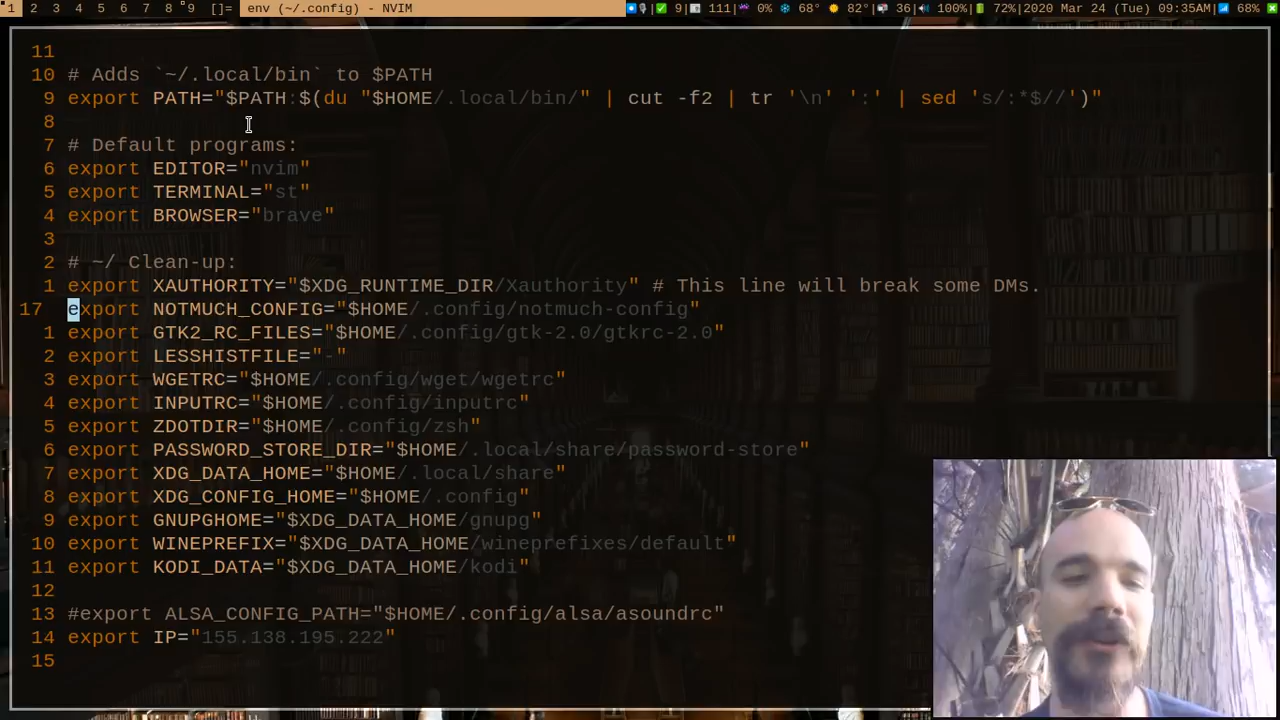 1 2 3 4 5 6 7 8 9 []= env (~/.config) - NVIM 9| 111| 0% 68° 82°| 36| 100%| 72%|2020 Mar 24 (Tue) 09:35AM| 68%
11
10 # Adds `~/.local/bin` to $PATH
9 export PATH="$PATH:$(du "$HOME/.local/bin/" | cut -f2 | tr '\n' ':' | sed 's/:*$//')"
8
7 # Default programs:
6 export EDITOR="nvim"
5 export TERMINAL="st"
4 export BROWSER="brave"
3
2 # ~/ Clean-up:
1 export XAUTHORITY="$XDG_RUNTIME_DIR/Xauthority" # This line will break some DMs.
17 export NOTMUCH_CONFIG="$HOME/.config/notmuch-config"
1 export GTK2_RC_FILES="$HOME/.config/gtk-2.0/gtkrc-2.0"
2 export LESSHISTFILE="-"
3 export WGETRC="$HOME/.config/wget/wgetrc"
4 export INPUTRC="$HOME/.config/inputrc"
5 export ZDOTDIR="$HOME/.config/zsh"
6 export PASSWORD_STORE_DIR="$HOME/.local/share/password-store"
7 export XDG_DATA_HOME="$HOME/.local/share"
8 export XDG_CONFIG_HOME="$HOME/.config"
9 export GNUPGHOME="$XDG_DATA_HOME/gnupg"
10 export WINEPREFIX="$XDG_DATA_HOME/wineprefixes/default"
11 export KODI_DATA="$XDG_DATA_HOME/kodi"
12
13 #export ALSA_CONFIG_PATH="$HOME/.config/alsa/asoundrc"
14 export IP="155.138.195.222"
15